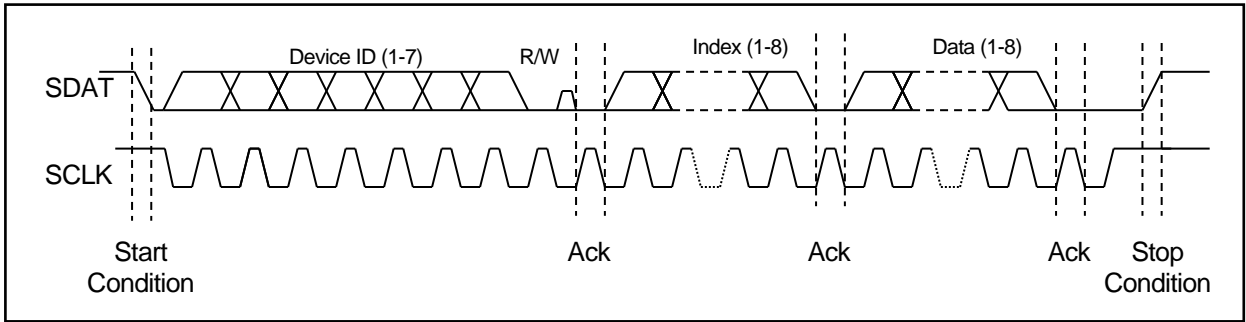 Device ID (1-7)
R/W
Index (1-8)
Data (1-8)
SDAT
SCLK
Start
Condition
Ack
Ack
Ack
Stop
Condition